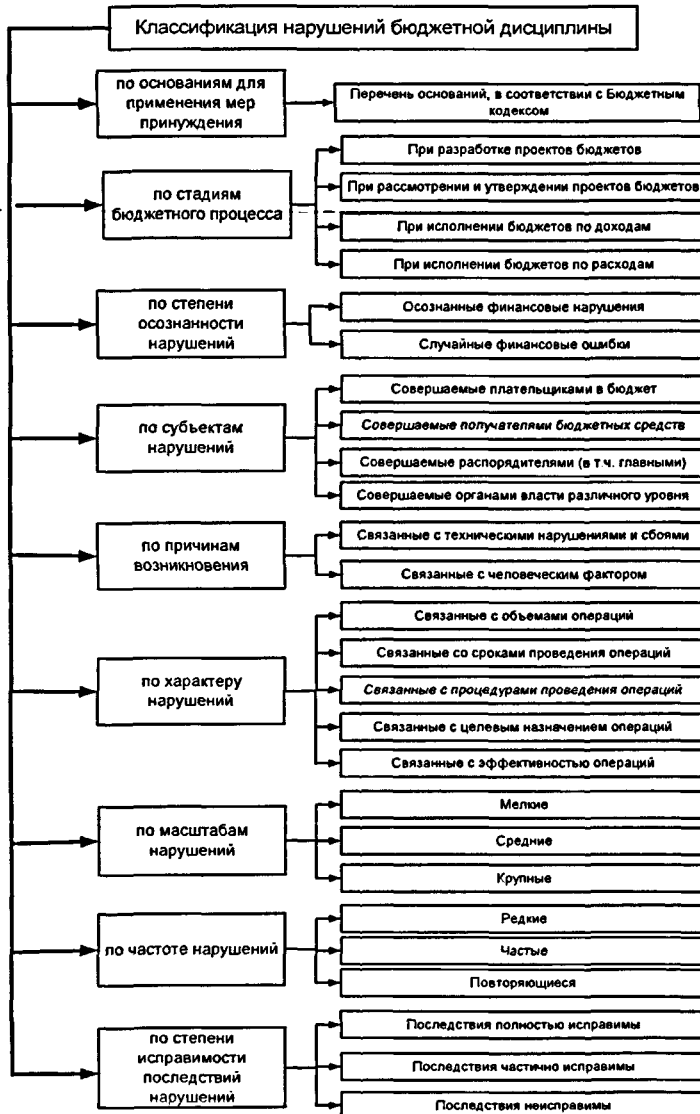 Классификация нарушений бюджетной дисциплины
по основаниям для
применения мер
принуждения
Перечень оснований, в соответствии с Бюджетным
кодексом
по стадиям
бюджетного процесса
При разработке проектов бюджетов
При рассмотрении и утверждении проектов бюджетов
При исполнении бюджетов по доходам
При исполнении бюджетов по расходам
по степени
осознанности
нарушений
Осознанные финансовые нарушения
Случайные финансовые ошибки
по субъектам
нарушений
Совершаемые плательщиками в бюджет
Совершаемые получателями бюджетных средств
Совершаемые распорядителями (в т.ч. главными)
Совершаемые органами власти различного уровня
по причинам
возникновения
Связанные с техническими нарушениями и сбоями
Связанные с человеческим фактором
по характеру
нарушений
Связанные с объемами операций
Связанные со сроками проведения операций
Связанные с процедурами проведения операций
Связанные с целевым назначением операций
Связанные с эффективностью операций
по масштабам
нарушений
Мелкие
Средние
Крупные
по частоте нарушений
Редкие
Частые
Повторяющиеся
по степени
исправимости
последствий
нарушений
Последствия полностью исправимы
Последствия частично исправимы
Последствия неисправимы